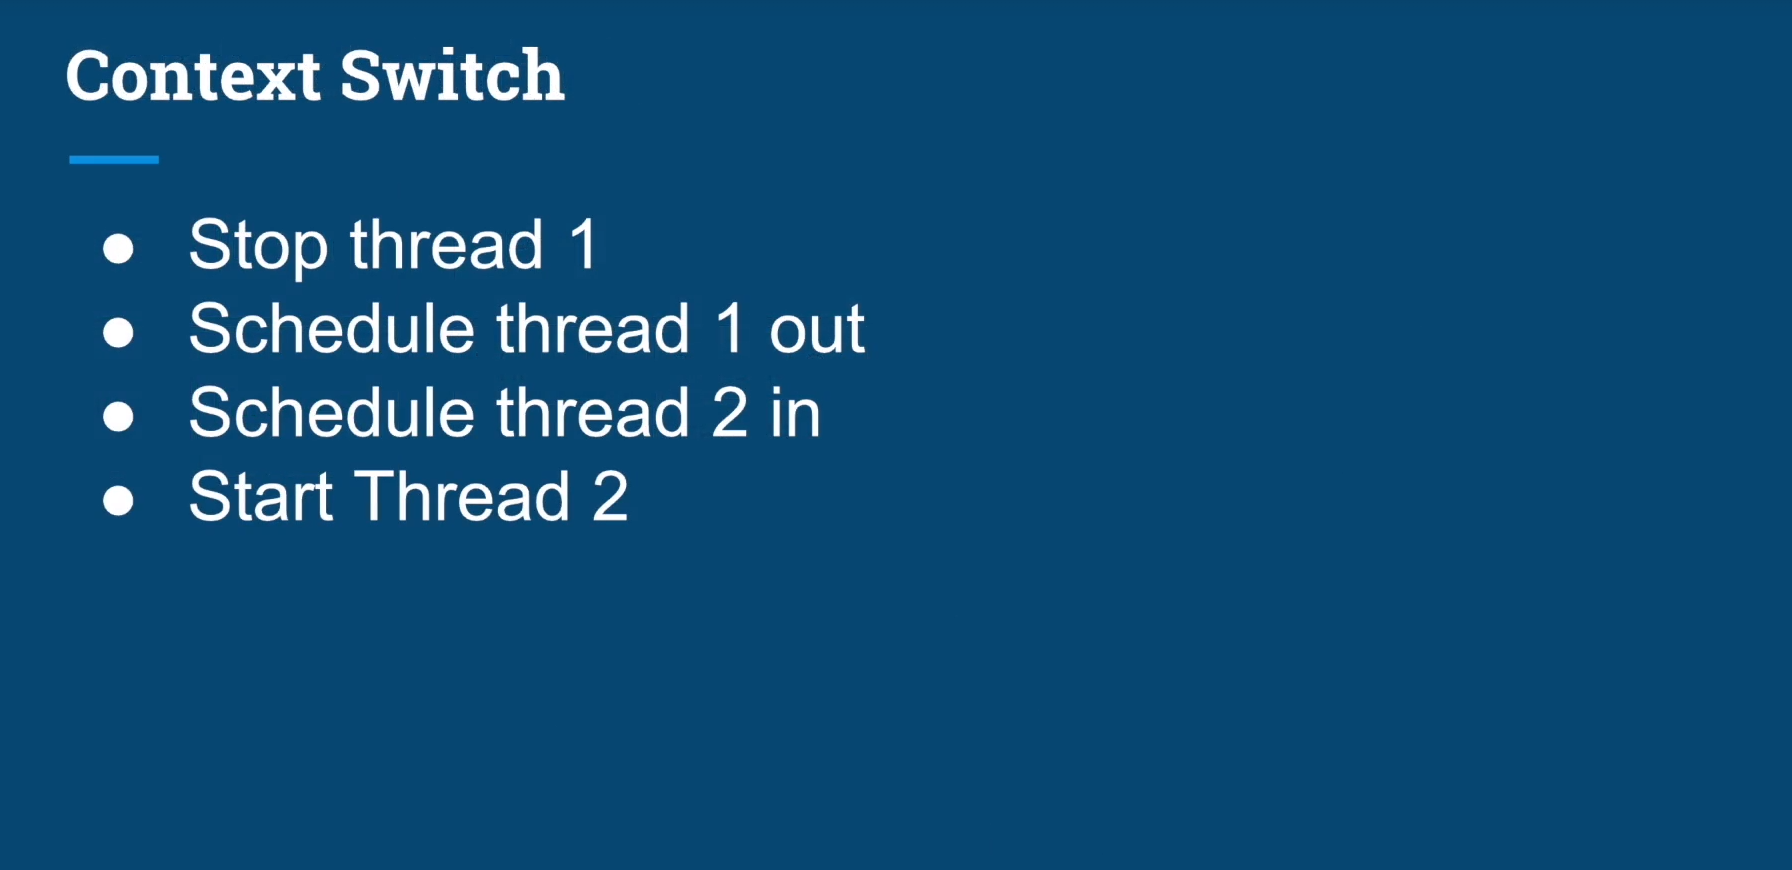 Context Switch
● Stop thread 1
● Schedule thread 1 out
● Schedule thread 2 in
● Start Thread 2